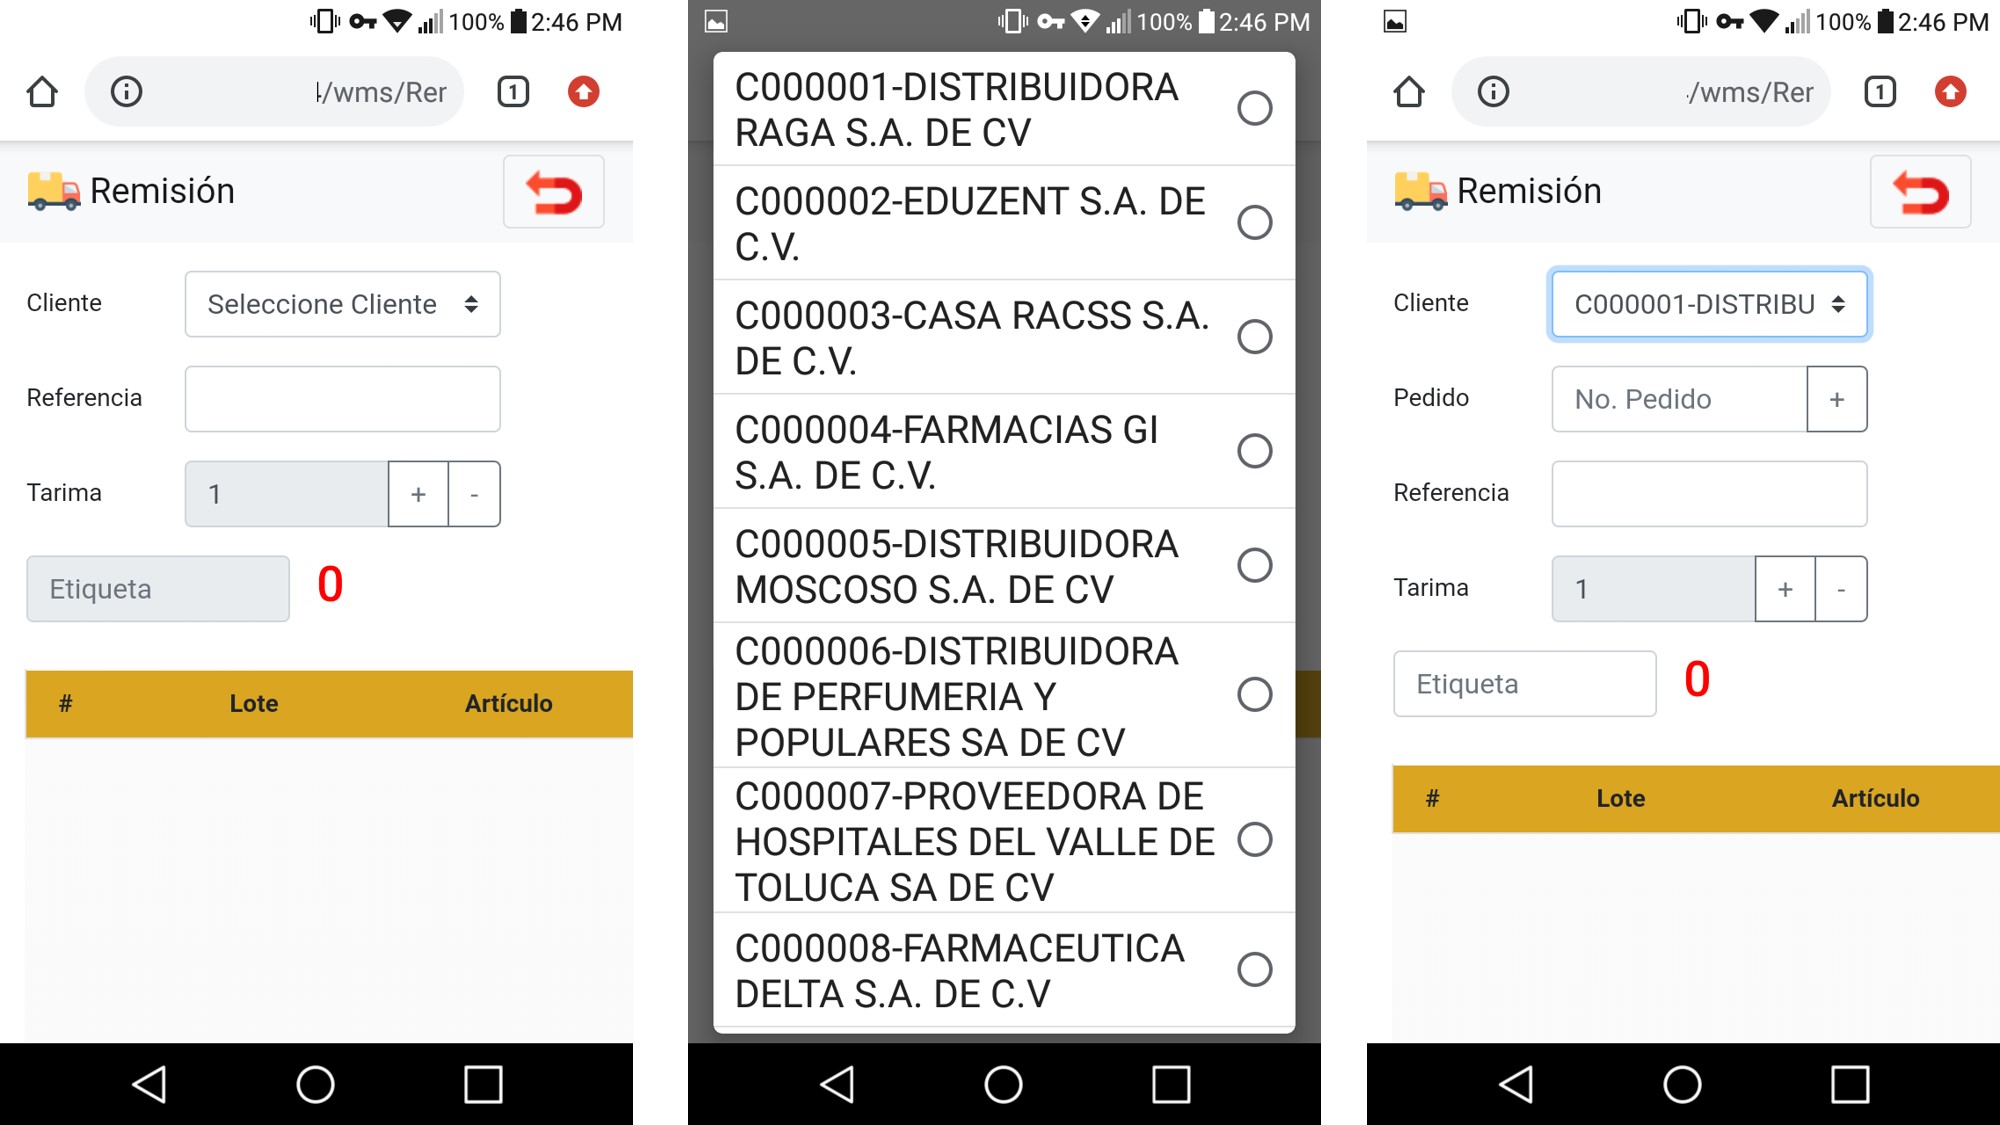 100% 2:46 PM
1
/wms/Rer
Remisión
Cliente
Seleccione Cliente
Referencia
Tarima
1
+
-
Etiqueta
0
#
Lote
Artículo
100% 2:46 PM
C000001-DISTRIBUIDORA
RAGA S.A. DE CV
C000002-EDUZENT S.A. DE
C.V.
C000003-CASA RACSS S.A.
DE C.V.
C000004-FARMACIAS GI
S.A. DE C.V.
C000005-DISTRIBUIDORA
MOSCOSO S.A. DE CV
C000006-DISTRIBUIDORA
DE PERFUMERIA Y
POPULARES SA DE CV
C000007-PROVEEDORA DE
HOSPITALES DEL VALLE DE
TOLUCA SA DE CV
C000008-FARMACEUTICA
DELTA S.A. DE C.V
100% 2:46 PM
/wms/Rer
1
Remisión
Cliente
C000001-DISTRIBU
Pedido
No. Pedido
+
Referencia
Tarima
1
+
-
Etiqueta
0
#
Lote
Artículo